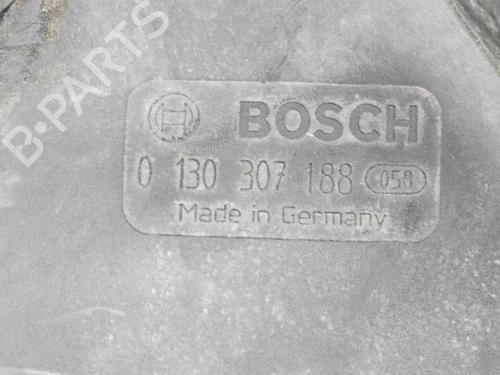 B-PARTS
BOSCH
0 130 307 188 058
Made in Germany